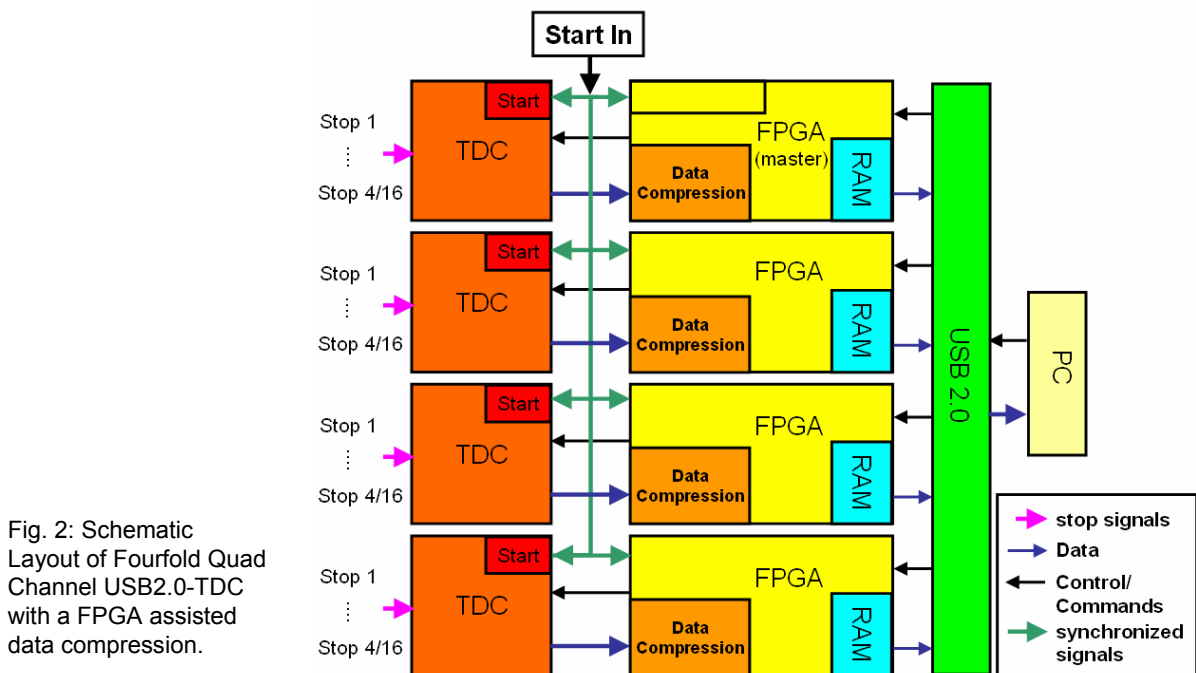 Start In
Start
Stop 1
TDC
FPGA
(master)
Data
Compression
RAM
Stop 4/16
Start
Stop 1
TDC
FPGA
Data
Compression
RAM
Stop 4/16
USB 2.0
PC
Start
Stop 1
TDC
FPGA
Data
Compression
RAM
Stop 4/16
Start
Stop 1
TDC
FPGA
Data
Compression
RAM
Stop 4/16
stop signals
Data
Control/
Commands
synchronized
signals
Fig. 2: Schematic
Layout of Fourfold Quad
Channel USB2.0-TDC
with a FPGA assisted
data compression.